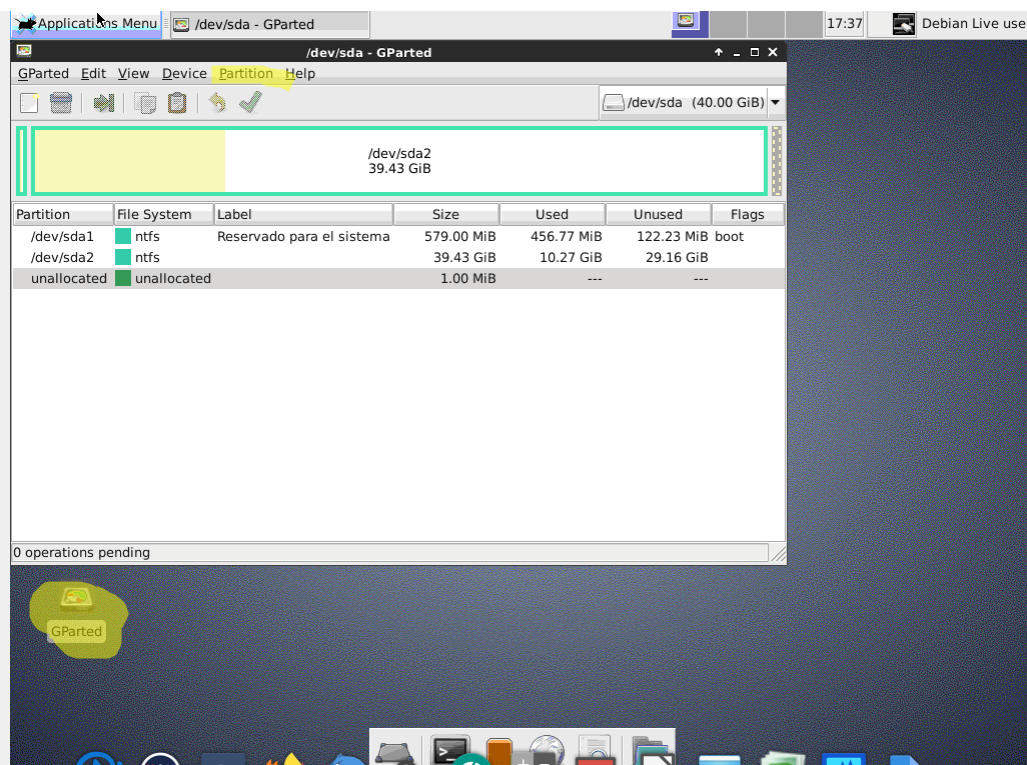 Applications Menu /dev/sda - GParted 17:37 Debian Live use
/dev/sda - GParted
GParted Edit View Device Partition Help
/dev/sda (40.00 GiB)
/dev/sda2
39.43 GiB
Partition File System Label Size Used Unused Flags
/dev/sda1 ntfs Reservado para el sistema 579.00 MiB 456.77 MiB 122.23 MiB boot
/dev/sda2 ntfs 39.43 GiB 10.27 GiB 29.16 GiB
unallocated unallocated 1.00 MiB --- ---
0 operations pending
GParted